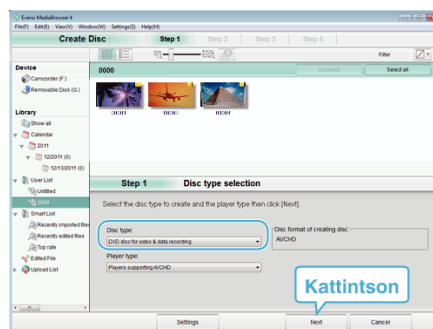 Everio MediaBrowser 4
File(F) Edit(E) View(V) Window(W) Settings(S) Help(H)
Create Disc Step 1 Step 2 Step 3 Step 4
Filter
Device
Camcorder (F:)
Removable Disk (G:)
0000
Deselect
Select all
Library
Show all
Calendar
2011
12/2011 (0)
12/13/2011 (0)
User List
Untitled
0000
Smart List
Recently imported files
Recently edited files
Top rate
Edited File
Upload List
Step 1 Disc type selection
Select the disc type to create and the player type then click [Next].
Disc type:
DVD disc for video & data recording
Disc format of creating disc
AVCHD
Player type:
Players supporting AVCHD
Kattintson
Settings
Next
Cancel